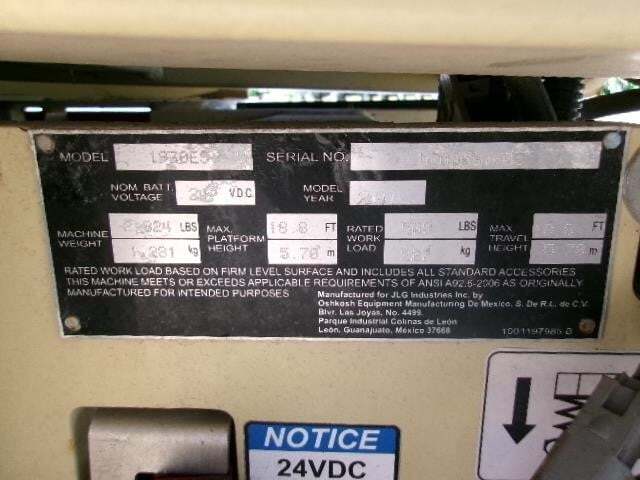 MODEL 1930ES SERIAL NO.
NOM. BATT. VOLTAGE VDC MODEL YEAR
MACHINE WEIGHT LBS MAX. PLATFORM HEIGHT 18.8 FT RATED WORK LOAD LBS MAX. TRAVEL HEIGHT FT
kg 5.70 m kg m
RATED WORK LOAD BASED ON FIRM LEVEL SURFACE AND INCLUDES ALL STANDARD ACCESSORIES
THIS MACHINE MEETS OR EXCEEDS APPLICABLE REQUIREMENTS OF ANSI A92.6-2006 AS ORIGINALLY
MANUFACTURED FOR INTENDED PURPOSES
Manufactured for JLG Industries Inc. by
Oshkosh Equipment Manufacturing De Mexico, S. De R.L. de C.V.
Blvr. Las Joyas, No. 4499.
Parque Industrial Colinas de León
León, Guanajuato, México 37668
1001197985 B
NOTICE
24VDC